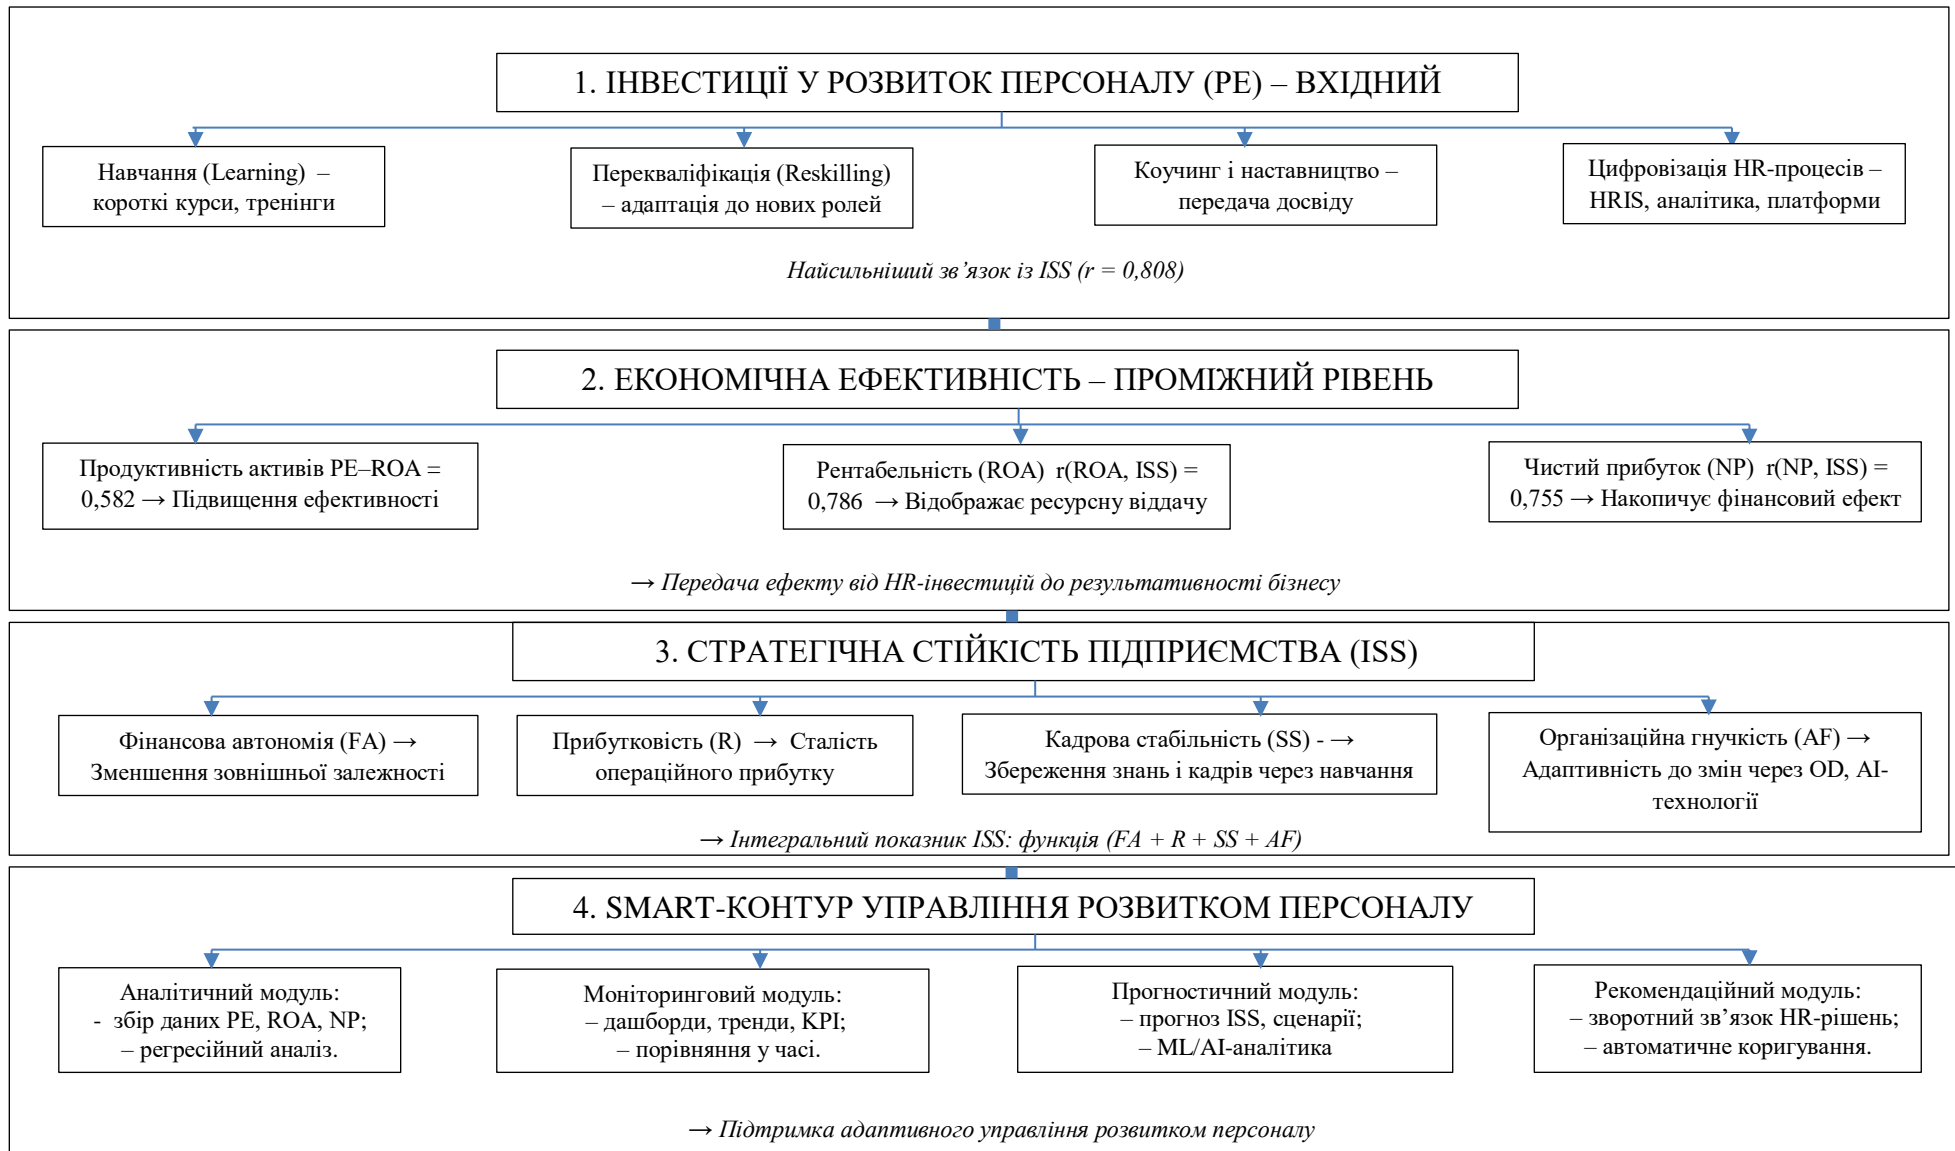 1. ІНВЕСТИЦІЇ У РОЗВИТОК ПЕРСОНАЛУ (PE) – ВХІДНИЙ
Навчання (Learning) –
короткі курси, тренінги
Перекваліфікація (Reskilling)
– адаптація до нових ролей
Коучинг і наставництво –
передача досвіду
Цифровізація HR-процесів –
HRIS, аналітика, платформи
Найсильніший зв’язок із ISS (r = 0,808)
2. ЕКОНОМІЧНА ЕФЕКТИВНІСТЬ – ПРОМІЖНИЙ РІВЕНЬ
Продуктивність активів PE–ROA =
0,582 → Підвищення ефективності
Рентабельність (ROA) r(ROA, ISS) =
0,786 → Відображає ресурсну віддачу
Чистий прибуток (NP) r(NP, ISS) =
0,755 → Накопичує фінансовий ефект
→ Передача ефекту від HR-інвестицій до результативності бізнесу
3. СТРАТЕГІЧНА СТІЙКІСТЬ ПІДПРИЄМСТВА (ISS)
Фінансова автономія (FA) →
Зменшення зовнішньої залежності
Прибутковість (R) → Сталість
операційного прибутку
Кадрова стабільність (SS) - →
Збереження знань і кадрів через навчання
Організаційна гнучкість (AF) →
Адаптивність до змін через OD, AI-
технології
→ Інтегральний показник ISS: функція (FA + R + SS + AF)
4. SMART-КОНТУР УПРАВЛІННЯ РОЗВИТКОМ ПЕРСОНАЛУ
Аналітичний модуль:
- збір даних PE, ROA, NP;
– регресійний аналіз.
Моніторинговий модуль:
– дашборди, тренди, KPI;
– порівняння у часі.
Прогностичний модуль:
– прогноз ISS, сценарії;
– ML/AI-аналітика
Рекомендаційний модуль:
– зворотний зв’язок HR-рішень;
– автоматичне коригування.
→ Підтримка адаптивного управління розвитком персоналу